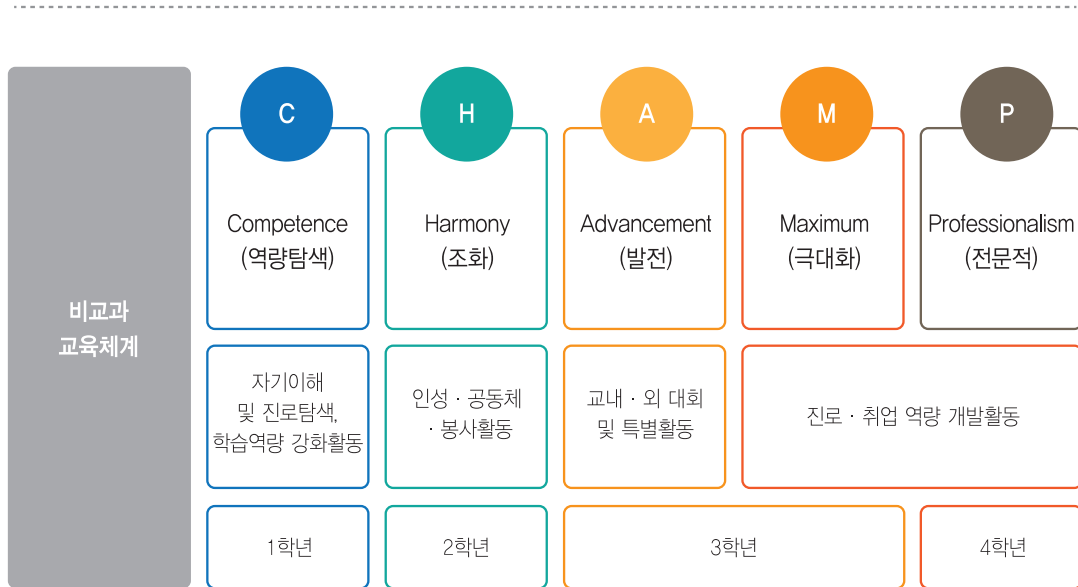 비교과
교육체계
C
H
A
M
P
Competence
(역량탐색)
Harmony
(조화)
Advancement
(발전)
Maximum
(극대화)
Professionalism
(전문적)
자기이해
및 진로탐색,
학습역량 강화활동
인성 · 공동체
· 봉사활동
교내 · 외 대회
및 특별활동
진로 · 취업 역량 개발활동
1학년
2학년
3학년
4학년